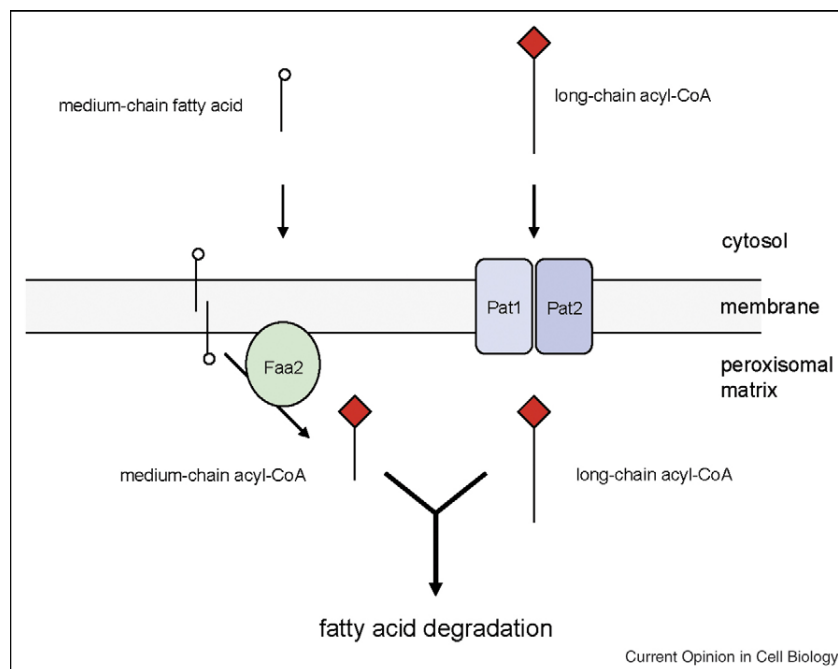 medium-chain fatty acid
long-chain acyl-CoA
cytosol
Pat1
Pat2
membrane
Faa2
peroxisomal
matrix
medium-chain acyl-CoA
long-chain acyl-CoA
fatty acid degradation
Current Opinion in Cell Biology